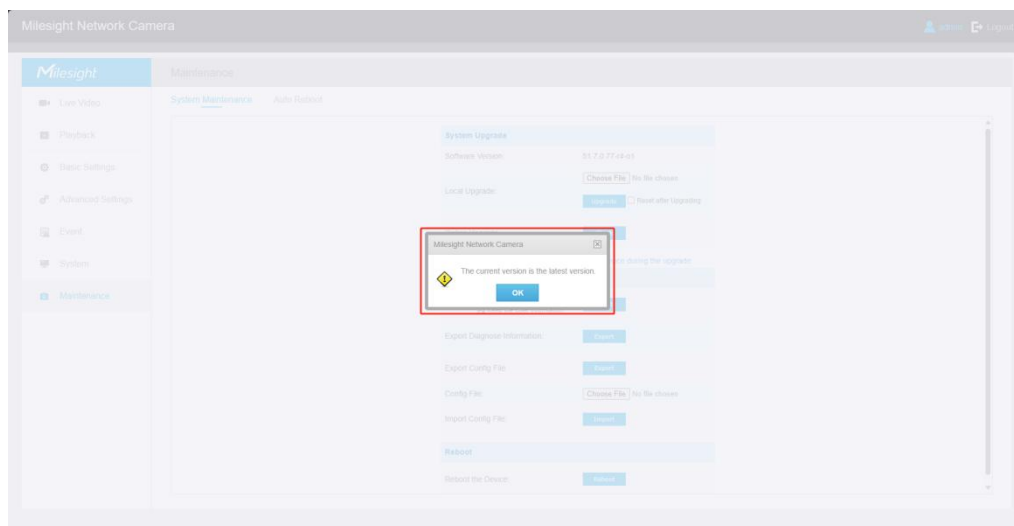 Milesight Network Camera
admin Logout
Milesight
Maintenance
Live Video
System Maintenance Auto Reboot
Playback
System Upgrade
Software Version:
Basic Settings
Choose File No file chosen
Local Upgrade:
Advanced Settings
Upgrade Reset after Upgrading
Event
Milesight Network Camera
System
during the upgrade
The current version is the latest version.
OK
Maintenance
Export Diagnose Information:
Export
Export Config File:
Export
Config File:
Choose File No file chosen
Import Config File:
Import
Reboot
Reboot the Device:
Reboot